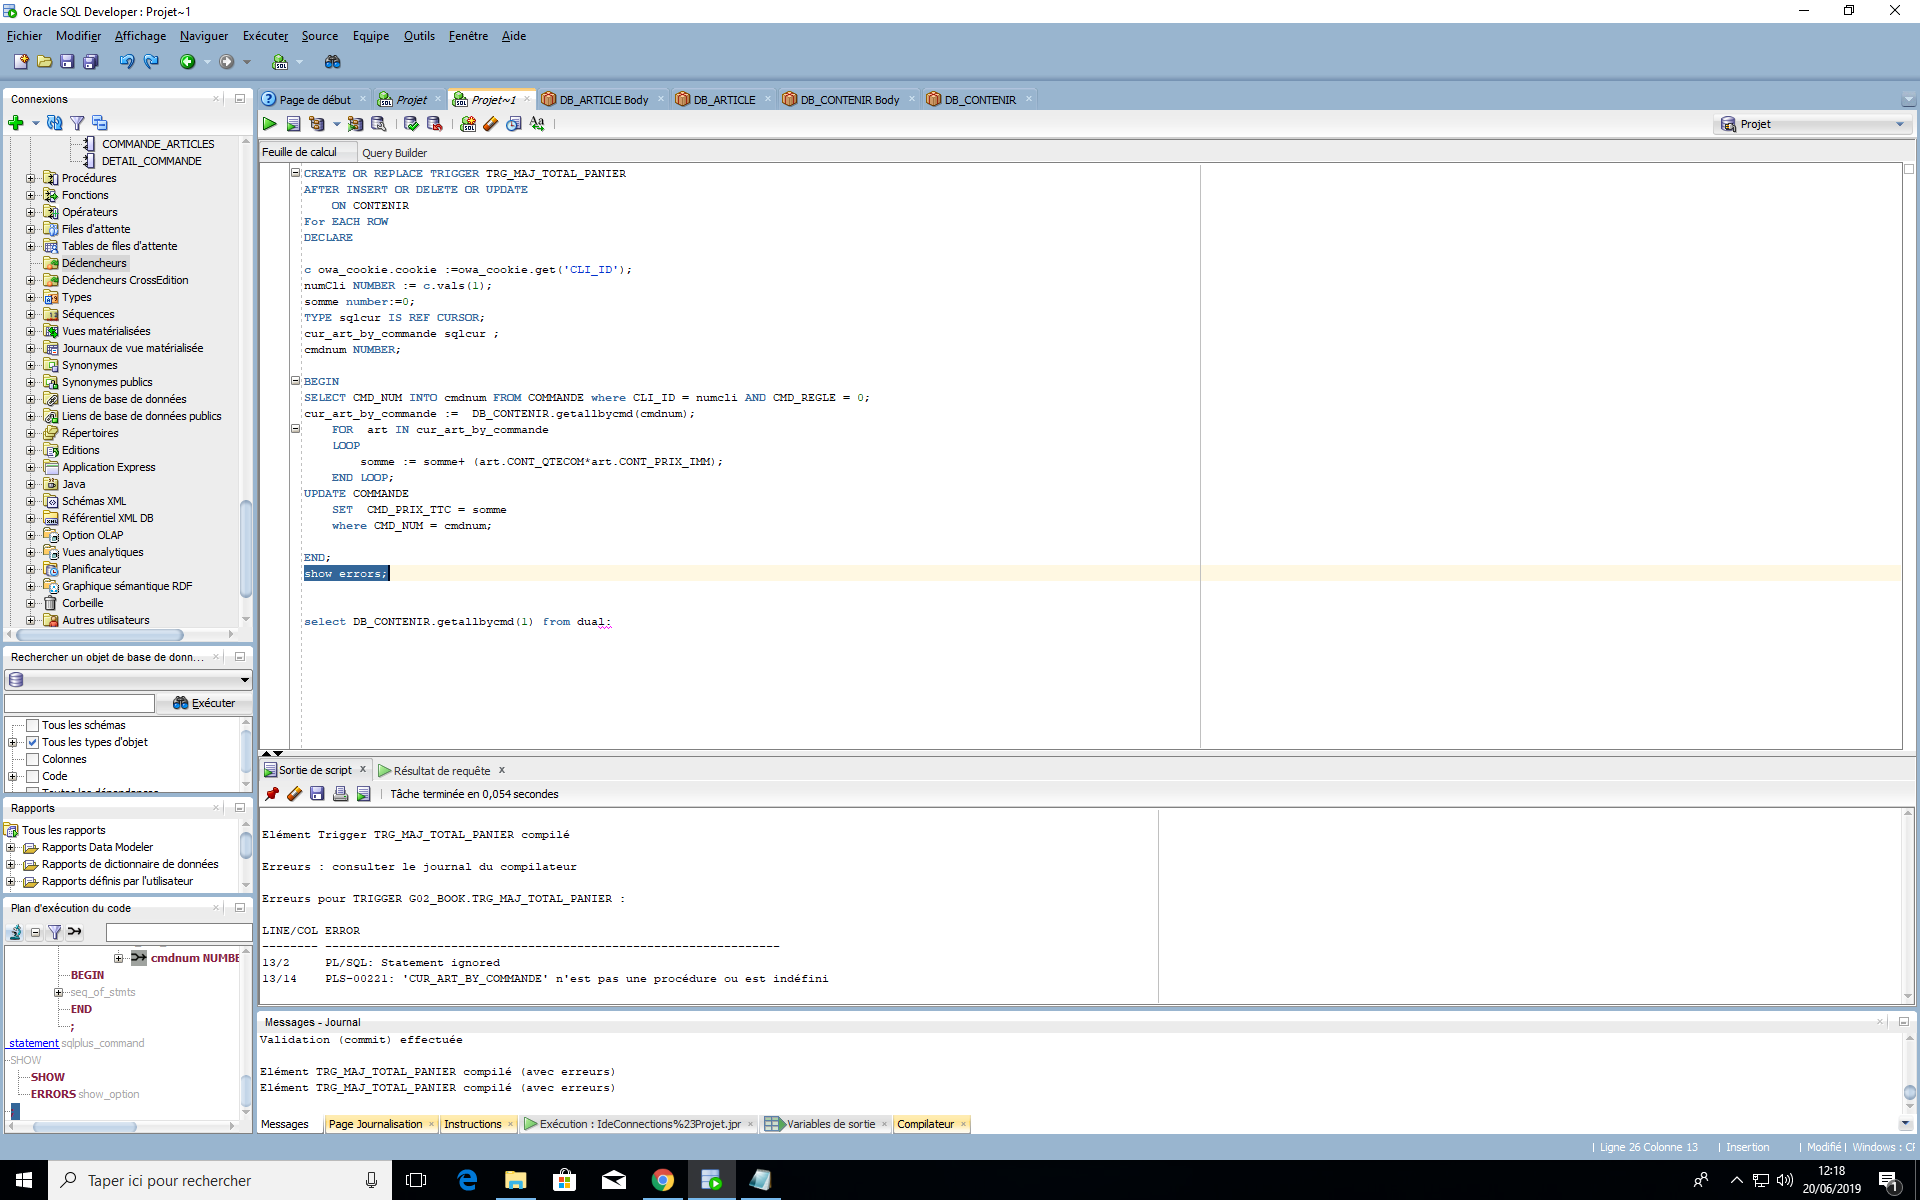 Oracle SQL Developer : Projet~1
Fichier Modifier Affichage Naviguer Exécuter Source Equipe Outils Fenêtre Aide
Connexions
COMMANDE_ARTICLES
DETAIL_COMMANDE
Procédures
Fonctions
Opérateurs
Files d'attente
Tables de files d'attente
Déclencheurs
Déclencheurs CrossEdition
Types
Séquences
Vues matérialisées
Journaux de vue matérialisée
Synonymes
Synonymes publics
Liens de base de données
Liens de base de données publics
Répertoires
Editions
Application Express
Java
Schémas XML
Référentiel XML DB
Option OLAP
Vues analytiques
Planificateur
Graphique sémantique RDF
Corbeille
Autres utilisateurs
Rechercher un objet de base de donn...
Exécuter
Tous les schémas
Tous les types d'objet
Colonnes
Code
Rapports
Tous les rapports
Rapports Data Modeler
Rapports de dictionnaire de données
Rapports définis par l'utilisateur
Plan d'exécution du code
cmdnum NUMBE
BEGIN
seq_of_stmts
END
;
statement sqlplus_command
SHOW
SHOW
ERRORS show_option
Page de début Projet Projet~1 DB_ARTICLE Body DB_ARTICLE DB_CONTENIR Body DB_CONTENIR
Projet
Feuille de calcul Query Builder
CREATE OR REPLACE TRIGGER TRG_MAJ_TOTAL_PANIER
AFTER INSERT OR DELETE OR UPDATE
ON CONTENIR
For EACH ROW
DECLARE
c owa_cookie.cookie :=owa_cookie.get('CLI_ID');
numCli NUMBER := c.vals(1);
somme number:=0;
TYPE sqlcur IS REF CURSOR;
cur_art_by_commande sqlcur ;
cmdnum NUMBER;
BEGIN
SELECT CMD_NUM INTO cmdnum FROM COMMANDE where CLI_ID = numcli AND CMD_REGLE = 0;
cur_art_by_commande := DB_CONTENIR.getallbycmd(cmdnum);
FOR art IN cur_art_by_commande
LOOP
somme := somme+ (art.CONT_QTECOM*art.CONT_PRIX_IMM);
END LOOP;
UPDATE COMMANDE
SET CMD_PRIX_TTC = somme
where CMD_NUM = cmdnum;
END;
show errors;
select DB_CONTENIR.getallbycmd(1) from dual:
Sortie de script x Résultat de requête x
Tâche terminée en 0,054 secondes
Elément Trigger TRG_MAJ_TOTAL_PANIER compilé
Erreurs : consulter le journal du compilateur
Erreurs pour TRIGGER G02_BOOK.TRG_MAJ_TOTAL_PANIER :
LINE/COL ERROR
-------- -----------------------------------------------------------------
13/2 PL/SQL: Statement ignored
13/14 PLS-00221: 'CUR_ART_BY_COMMANDE' n'est pas une procédure ou est indéfini
Messages - Journal
Validation (commit) effectuée
Elément TRG_MAJ_TOTAL_PANIER compilé (avec erreurs)
Elément TRG_MAJ_TOTAL_PANIER compilé (avec erreurs)
Messages Page Journalisation Instructions Exécution : IdeConnections%23Projet.jpr Variables de sortie Compilateur
Ligne 26 Colonne 13 Insertion Modifié Windows : CF
Taper ici pour rechercher
12:18
20/06/2019
1